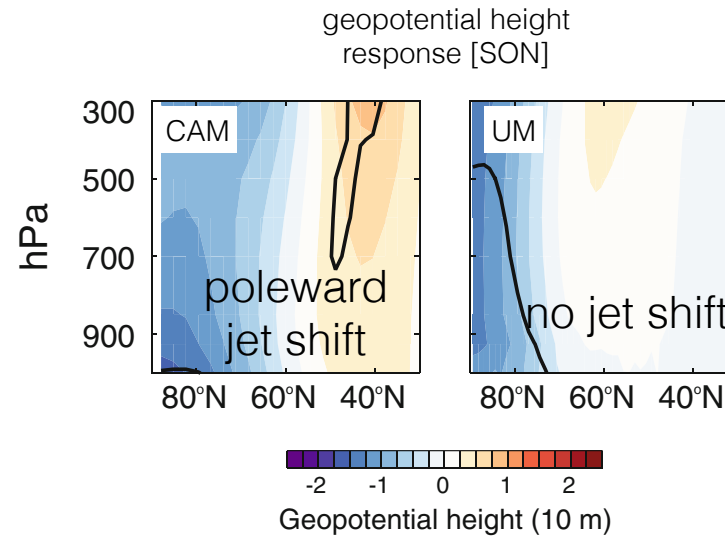 geopotential height
response [SON]
CAM
UM
300
500
700
900
hPa
poleward
jet shift
no jet shift
80°N 60°N 40°N
80°N 60°N 40°N
-2 -1 0 1 2
Geopotential height (10 m)